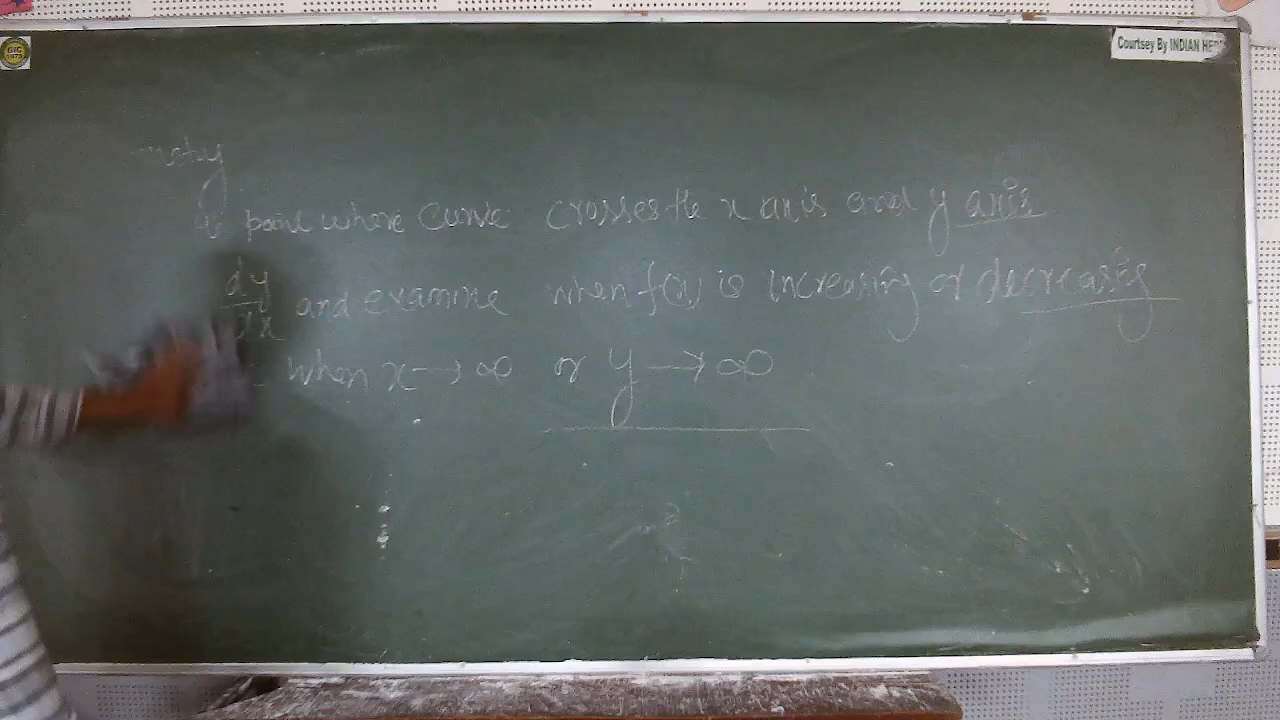 Courtsey By INDIAN HE
metry
point where curve crosses the x axis and y axis
dy/dx and examine when f(x) is increasing or decreasing
when x → ∞ or y → ∞